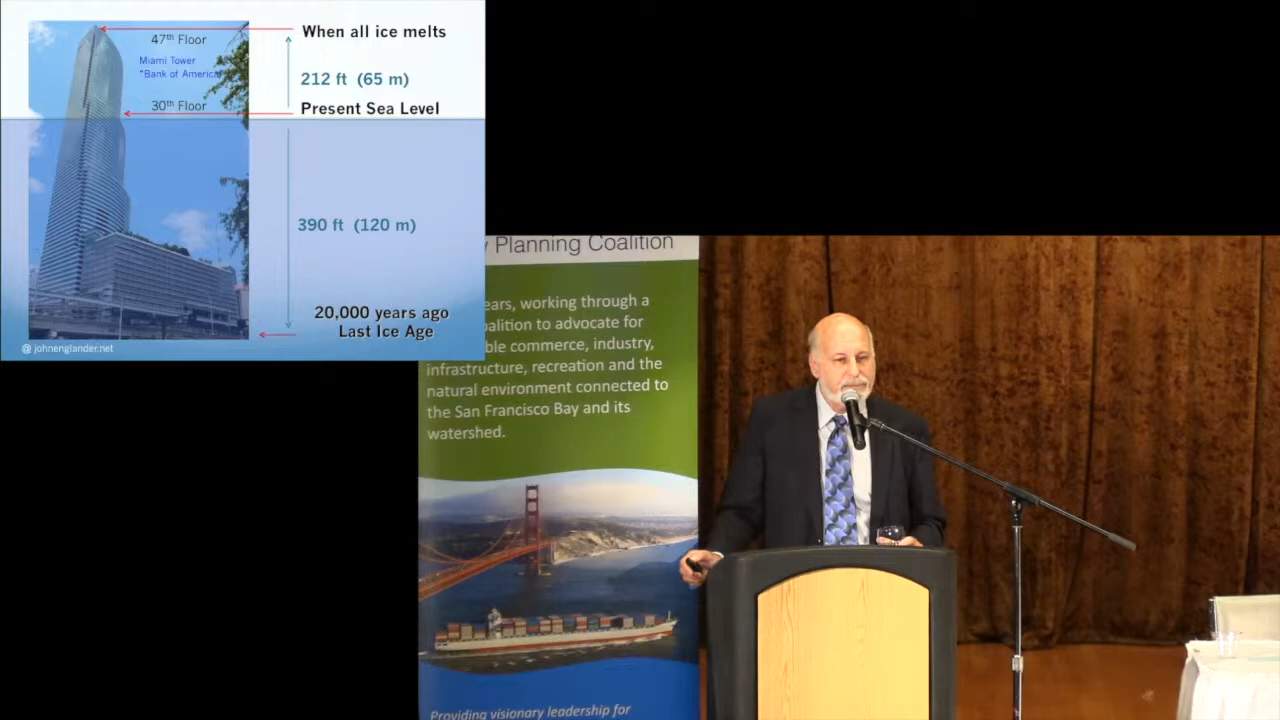 When all ice melts
47th Floor
Miami Tower
"Bank of America"
212 ft (65 m)
30th Floor
Present Sea Level
390 ft (120 m)
20,000 years ago
Last Ice Age
@ johnenglander.net
Planning Coalition
working through a
to advocate for
commerce, industry,
infrastructure, recreation and the
natural environment connected to
the San Francisco Bay and its
watershed.
Providing visionary leadership for